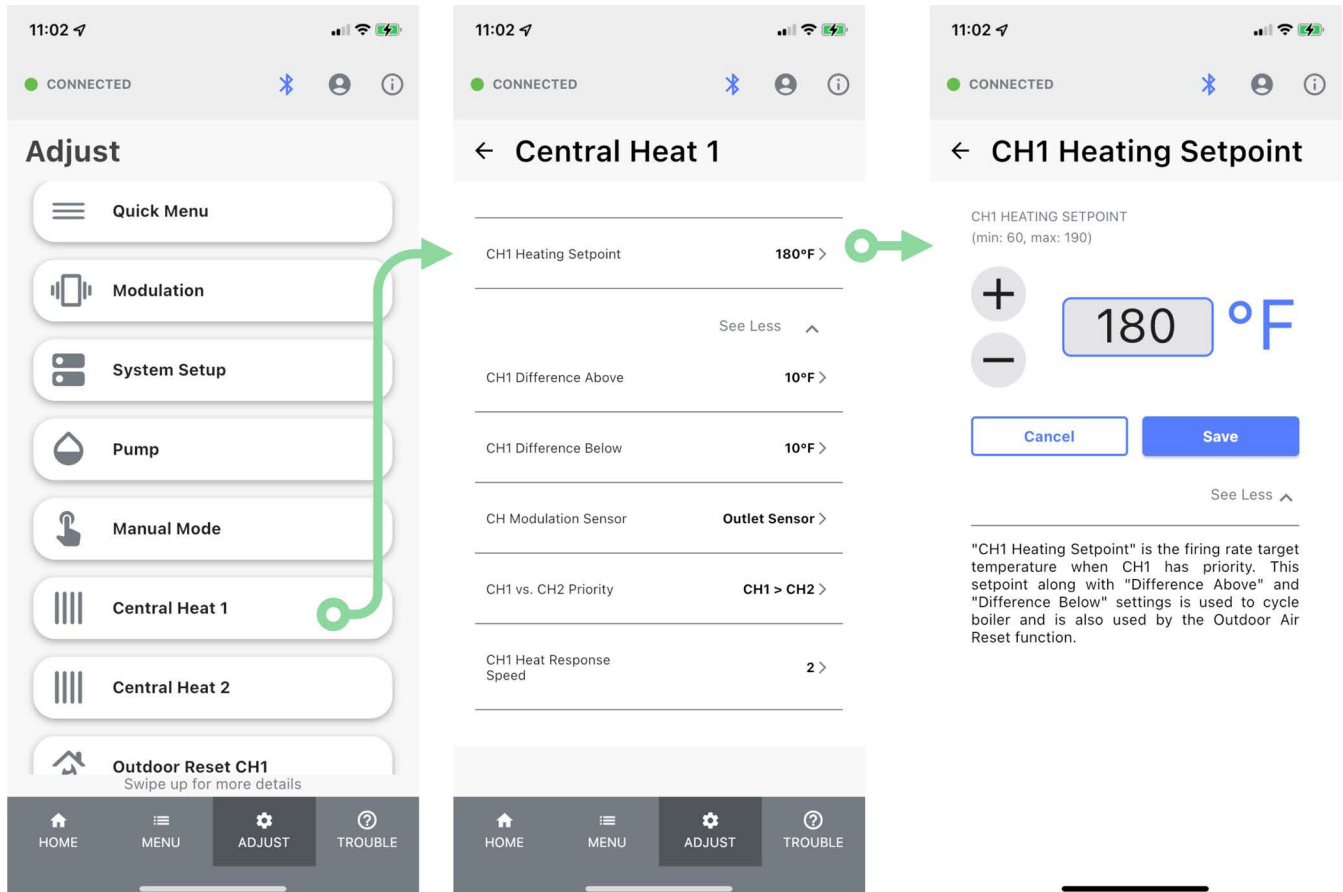 11:02
CONNECTED
Adjust
Quick Menu
Modulation
System Setup
Pump
Manual Mode
Central Heat 1
Central Heat 2
Outdoor Reset CH1
Swipe up for more details
HOME MENU ADJUST TROUBLE
11:02
CONNECTED
Central Heat 1
CH1 Heating Setpoint 180°F
See Less
CH1 Difference Above 10°F
CH1 Difference Below 10°F
CH Modulation Sensor Outlet Sensor
CH1 vs. CH2 Priority CH1 > CH2
CH1 Heat Response
Speed 2
HOME MENU ADJUST TROUBLE
11:02
CONNECTED
CH1 Heating Setpoint
CH1 HEATING SETPOINT
(min: 60, max: 190)
180 °F
Cancel Save
See Less
"CH1 Heating Setpoint" is the firing rate target
temperature when CH1 has priority. This
setpoint along with "Difference Above" and
"Difference Below" settings is used to cycle
boiler and is also used by the Outdoor Air
Reset function.